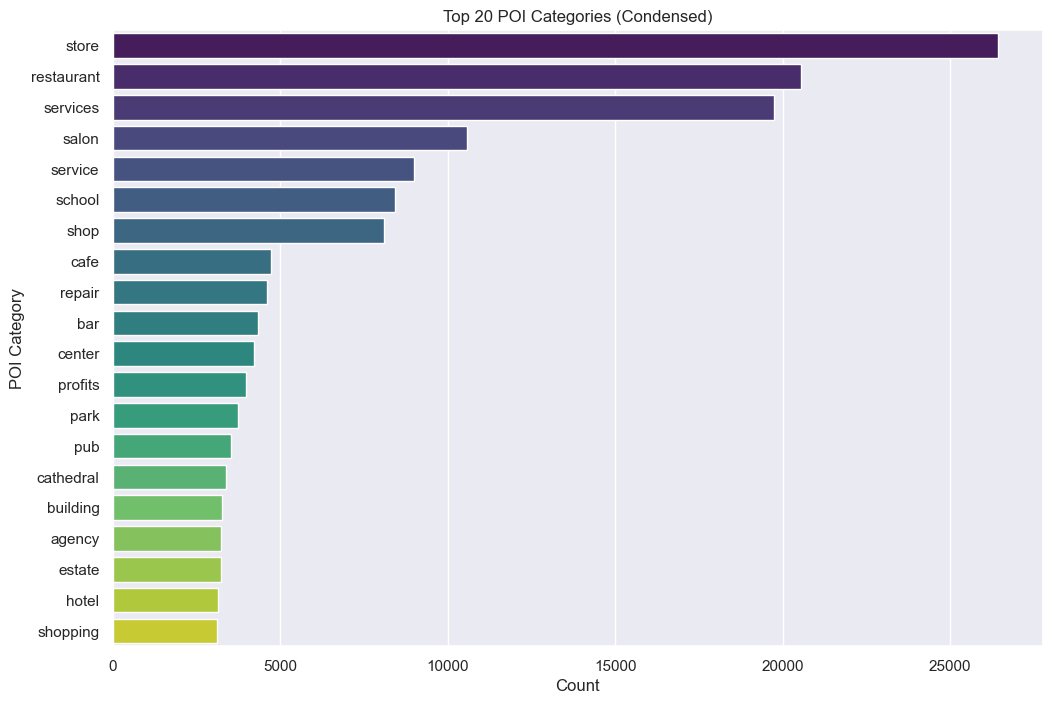 Top 20 POI Categories (Condensed)
POI Category
store
restaurant
services
salon
service
school
shop
cafe
repair
bar
center
profits
park
pub
cathedral
building
agency
estate
hotel
shopping
0 5000 10000 15000 20000 25000
Count